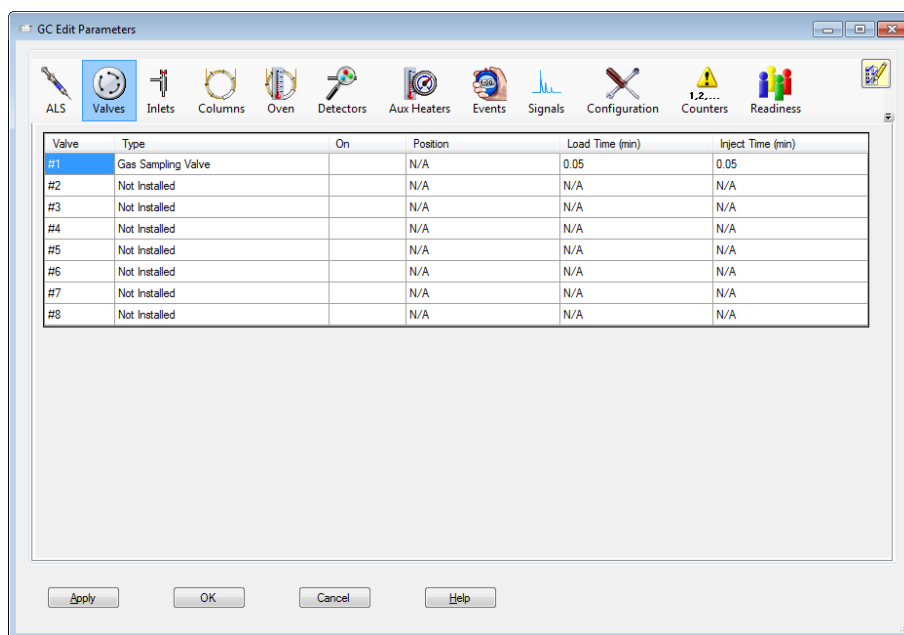 GC Edit Parameters
ALS Valves Inlets Columns Oven Detectors Aux Heaters Events Signals Configuration 1,2,... Counters Readiness
Valve Type On Position Load Time (min) Inject Time (min)
#1 Gas Sampling Valve N/A 0.05 0.05
#2 Not Installed N/A N/A N/A
#3 Not Installed N/A N/A N/A
#4 Not Installed N/A N/A N/A
#5 Not Installed N/A N/A N/A
#6 Not Installed N/A N/A N/A
#7 Not Installed N/A N/A N/A
#8 Not Installed N/A N/A N/A
Apply OK Cancel Help